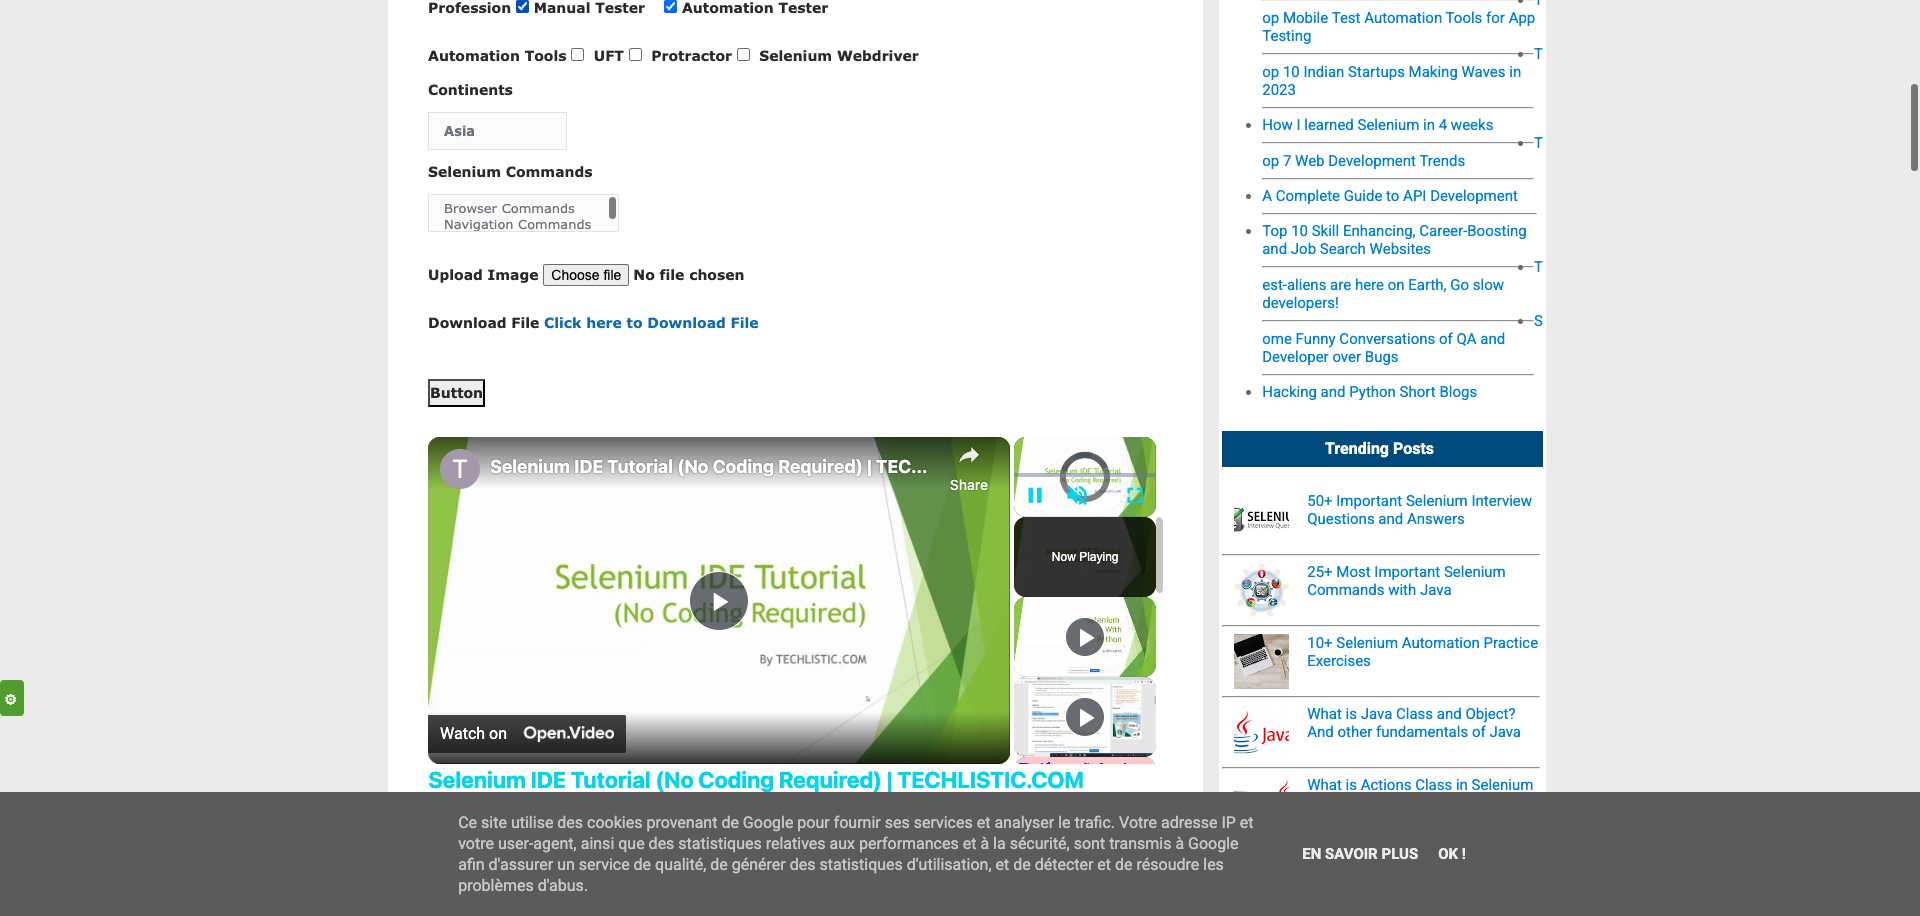 Profession Manual Tester Automation Tester
Automation Tools UFT Protractor Selenium Webdriver
Continents
Asia
Selenium Commands
Browser Commands
Navigation Commands
Upload Image Choose file No file chosen
Download File Click here to Download File
Button
T
Selenium IDE Tutorial (No Coding Required) | TEC...
Share
Selenium IDE Tutorial
(No Coding Required)
By TECHLISTIC.COM
Watch on Open.Video
Now Playing
Selenium IDE Tutorial (No Coding Required) | TECHLISTIC.COM
T
op Mobile Test Automation Tools for App
Testing
T
op 10 Indian Startups Making Waves in
2023
How I learned Selenium in 4 weeks
T
op 7 Web Development Trends
A Complete Guide to API Development
Top 10 Skill Enhancing, Career-Boosting
and Job Search Websites
T
est-aliens are here on Earth, Go slow
developers!
S
ome Funny Conversations of QA and
Developer over Bugs
Hacking and Python Short Blogs
Trending Posts
50+ Important Selenium Interview
Questions and Answers
25+ Most Important Selenium
Commands with Java
10+ Selenium Automation Practice
Exercises
What is Java Class and Object?
And other fundamentals of Java
What is Actions Class in Selenium
Ce site utilise des cookies provenant de Google pour fournir ses services et analyser le trafic. Votre adresse IP et
votre user-agent, ainsi que des statistiques relatives aux performances et à la sécurité, sont transmis à Google
afin d'assurer un service de qualité, de générer des statistiques d'utilisation, et de détecter et de résoudre les
problèmes d'abus.
EN SAVOIR PLUS OK !